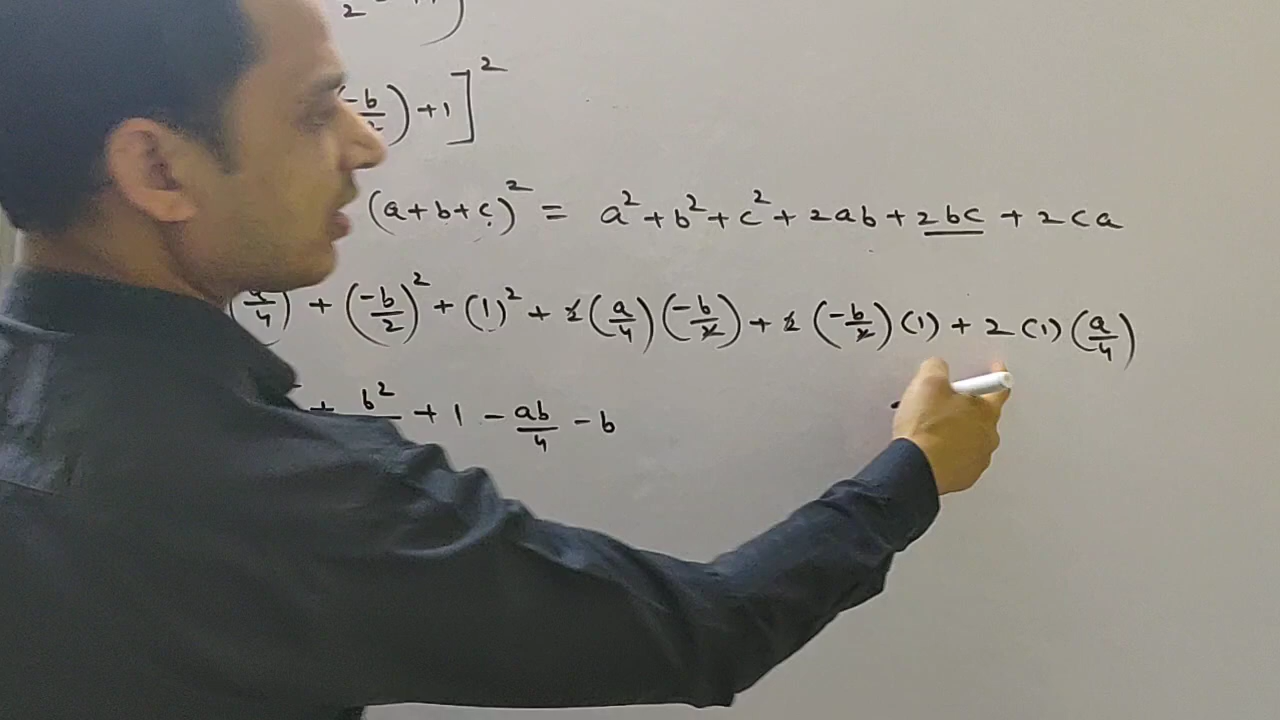 2
-b/2) + 1]²
(a + b + c)² = a² + b² + c² + 2ab + 2bc + 2ca
(a/4) + (-b/2)² + (1)² + 2(a/4)(-b/2) + 2(-b/2)(1) + 2(1)(a/4)
+ b² + 1 - ab/4 - b